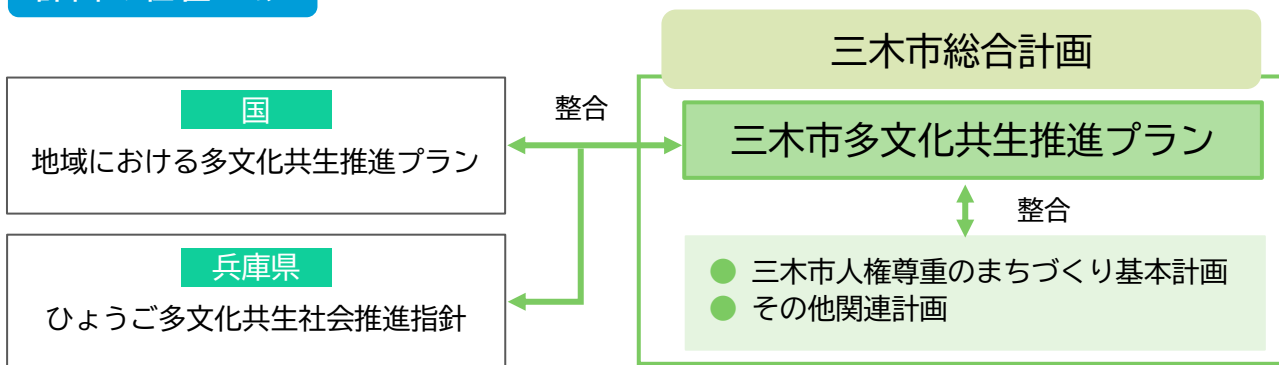 三木市総合計画
国
地域における多文化共生推進プラン
整合
三木市多文化共生推進プラン
整合
兵庫県
ひょうご多文化共生社会推進指針
● 三木市人権尊重のまちづくり基本計画
● その他関連計画